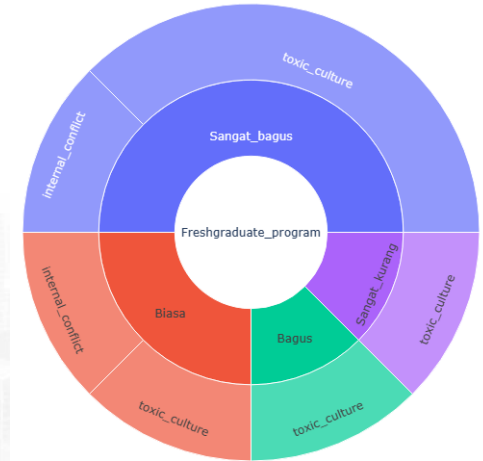 toxic_culture
internal_conflict
Sangat_bagus
Freshgraduate_program
internal_conflict
Biasa
toxic_culture
Bagus
toxic_culture
Sangat_kurang
toxic_culture